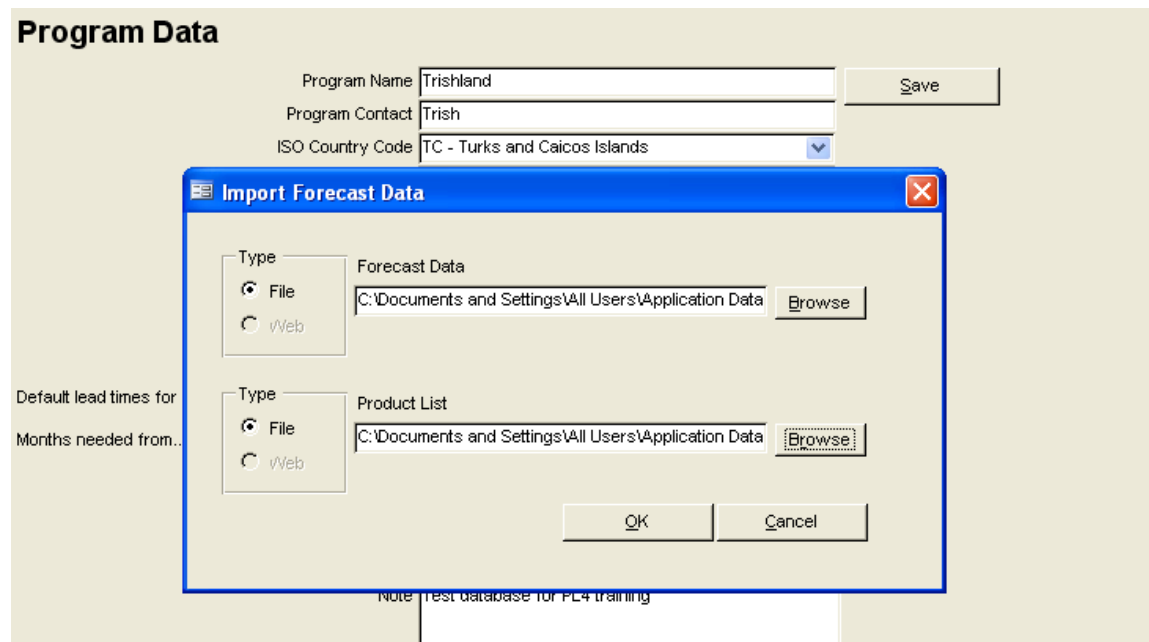 Program Data
Program Name Trishland
Save
Program Contact Trish
ISO Country Code TC - Turks and Caicos Islands
Import Forecast Data
Type
Forecast Data
File
C:\Documents and Settings\All Users\Application Data
Browse
Web
Default lead times for
Type
Product List
Months needed from..
File
C:\Documents and Settings\All Users\Application Data
Browse
Web
OK
Cancel
Note Test database for PL4 training